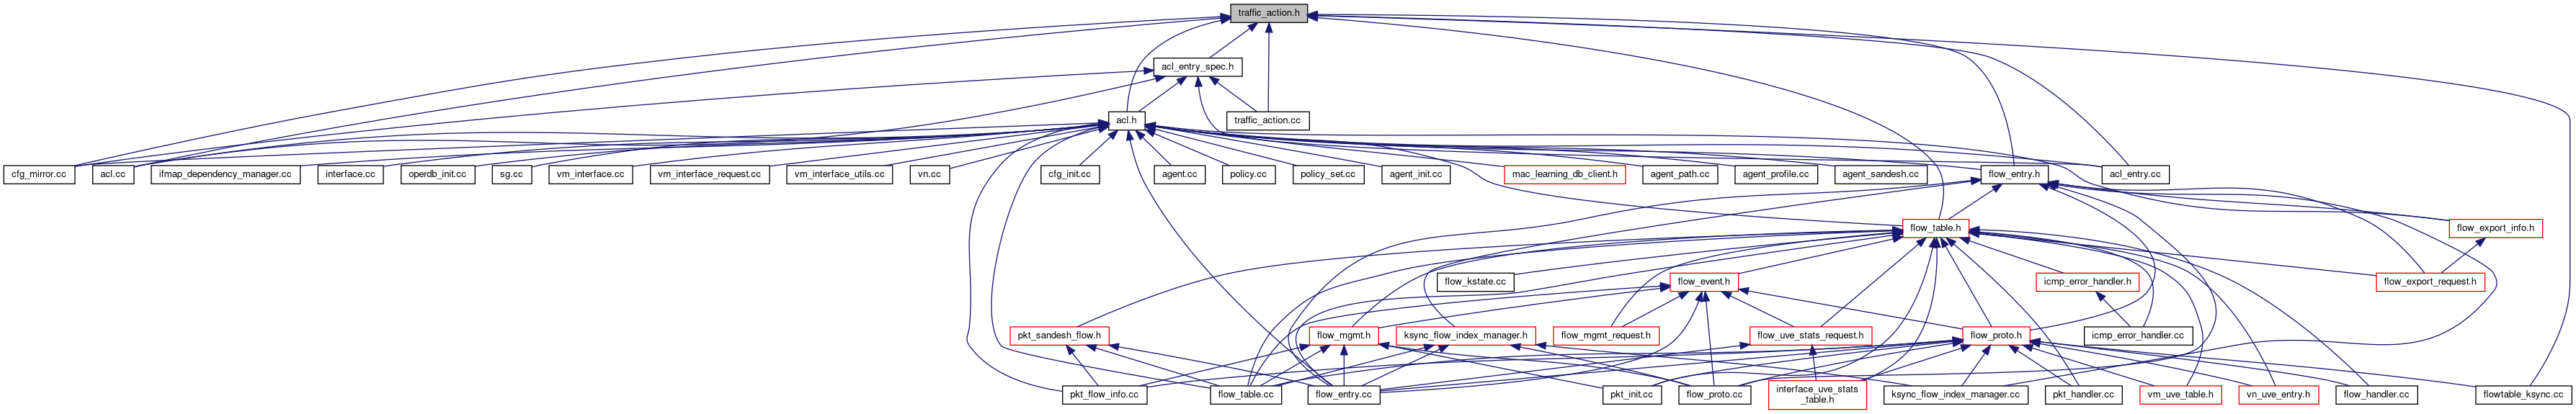 traffic_action.h
acl_entry_spec.h
acl.h
traffic_action.cc
cfg_mirror.cc
acl.cc
ifmap_dependency_manager.cc
interface.cc
operdb_init.cc
sg.cc
vm_interface.cc
vm_interface_request.cc
vm_interface_utils.cc
vn.cc
cfg_init.cc
agent.cc
policy.cc
policy_set.cc
agent_init.cc
mac_learning_db_client.h
agent_path.cc
agent_profile.cc
agent_sandesh.cc
flow_entry.h
acl_entry.cc
flow_table.h
flow_export_info.h
flow_kstate.cc
flow_event.h
icmp_error_handler.h
flow_export_request.h
pkt_sandesh_flow.h
flow_mgmt.h
ksync_flow_index_manager.h
flow_mgmt_request.h
flow_uve_stats_request.h
flow_proto.h
icmp_error_handler.cc
pkt_flow_info.cc
flow_table.cc
flow_entry.cc
pkt_init.cc
flow_proto.cc
interface_uve_stats
_table.h
ksync_flow_index_manager.cc
pkt_handler.cc
vm_uve_table.h
vn_uve_entry.h
flow_handler.cc
flowtable_ksync.cc